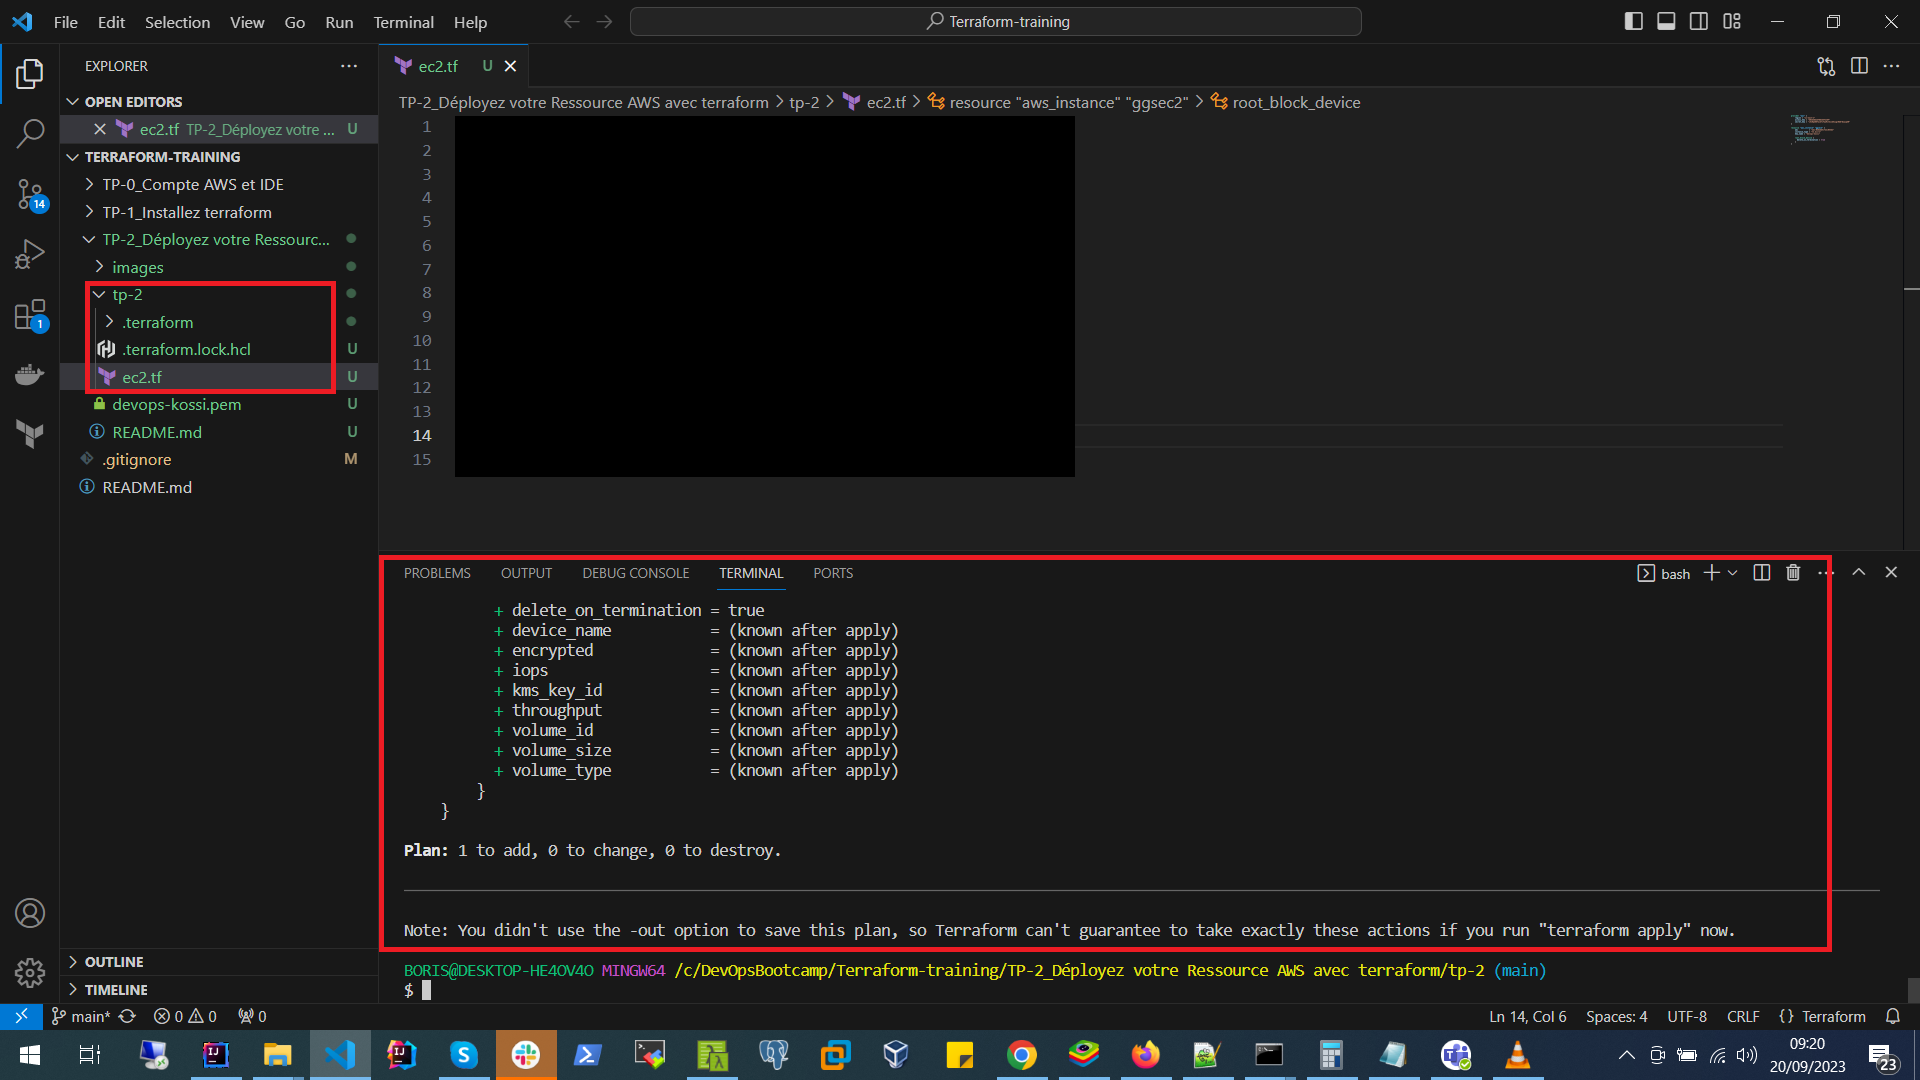 File Edit Selection View Go Run Terminal Help
Terraform-training
EXPLORER
OPEN EDITORS
ec2.tf TP-2_Déployez votre ... U
TERRAFORM-TRAINING
TP-0_Compte AWS et IDE
TP-1_Installez terraform
TP-2_Déployez votre Ressourc...
images
tp-2
.terraform
.terraform.lock.hcl U
ec2.tf U
devops-kossi.pem U
README.md U
.gitignore M
README.md
OUTLINE
TIMELINE
14
1
ec2.tf U
TP-2_Déployez votre Ressource AWS avec terraform > tp-2 > ec2.tf > resource "aws_instance" "ggsec2" > root_block_device
1
2
3
4
5
6
7
8
9
10
11
12
13
14
15
PROBLEMS OUTPUT DEBUG CONSOLE TERMINAL PORTS
bash
+ delete_on_termination = true
+ device_name = (known after apply)
+ encrypted = (known after apply)
+ iops = (known after apply)
+ kms_key_id = (known after apply)
+ throughput = (known after apply)
+ volume_id = (known after apply)
+ volume_size = (known after apply)
+ volume_type = (known after apply)
}
}
Plan: 1 to add, 0 to change, 0 to destroy.
Note: You didn't use the -out option to save this plan, so Terraform can't guarantee to take exactly these actions if you run "terraform apply" now.
BORIS@DESKTOP-HE4OV4O MINGW64 /c/DevOpsBootcamp/Terraform-training/TP-2_Déployez votre Ressource AWS avec terraform/tp-2 (main)
$
main* 0 0 0
Ln 14, Col 6 Spaces: 4 UTF-8 CRLF {} Terraform
09:20
20/09/2023
23